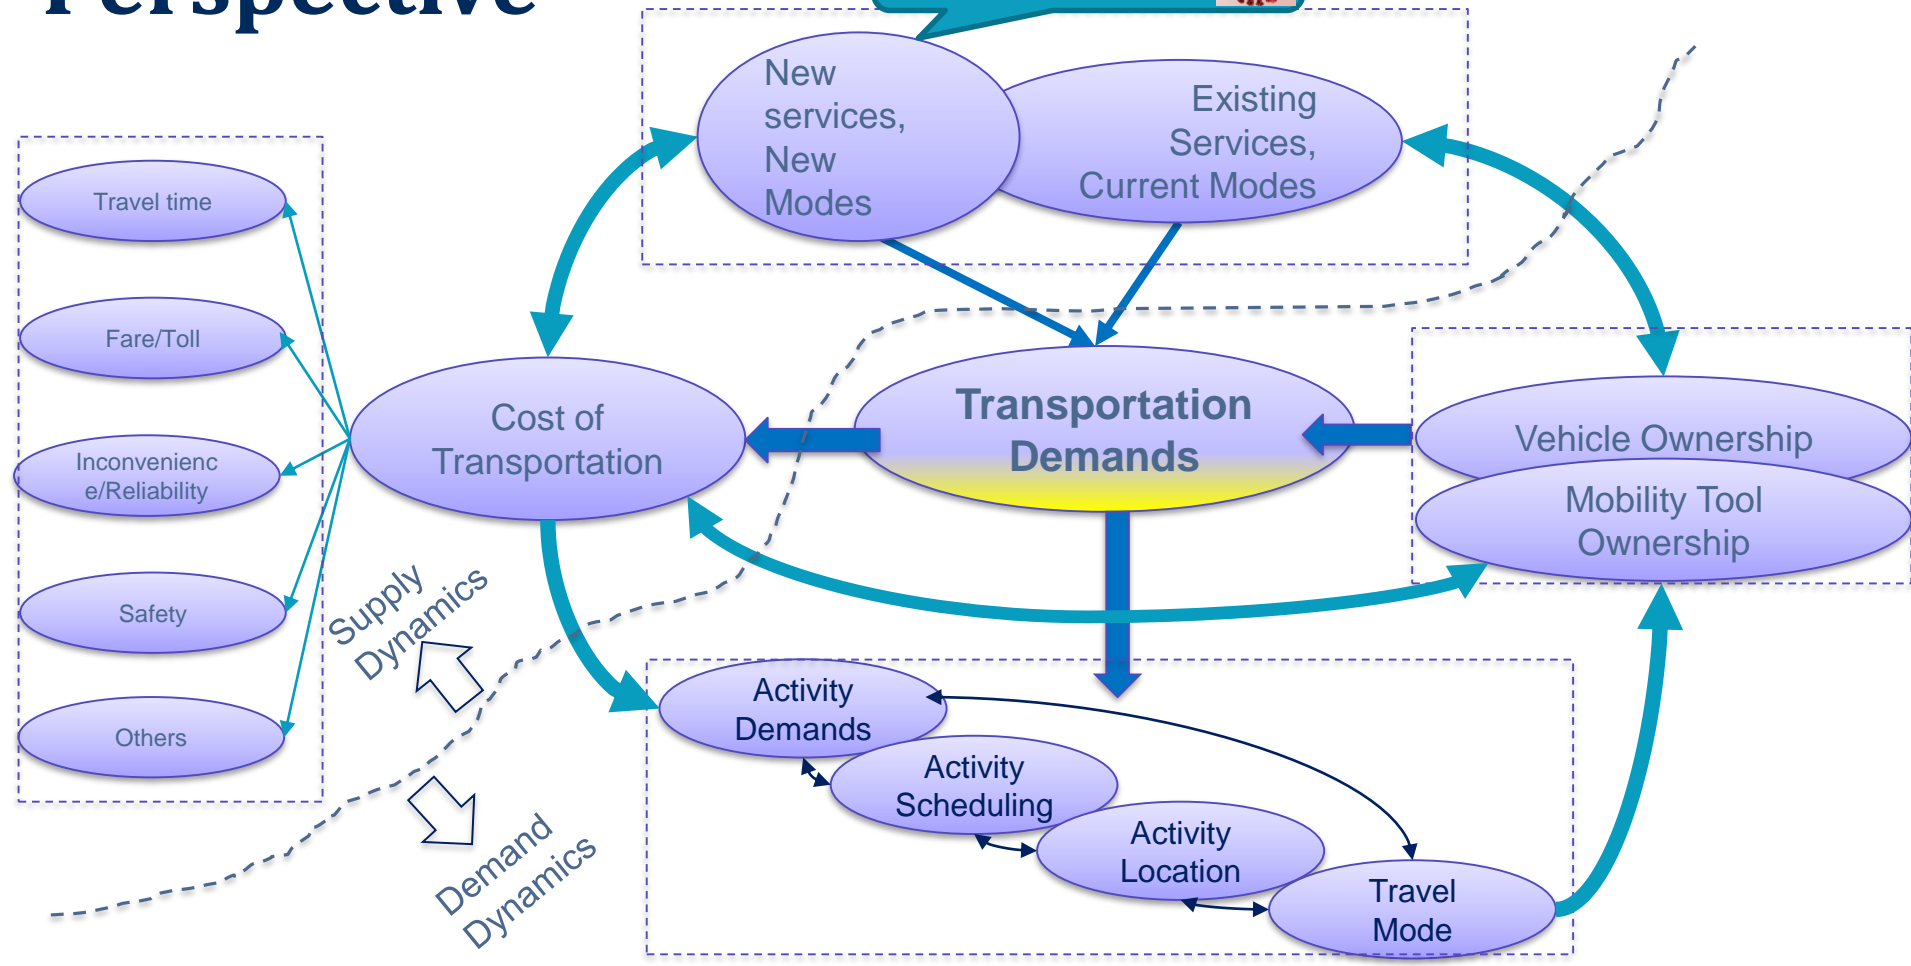 Perspective
New
services,
New
Modes
Existing
Services,
Current Modes
Travel time
Fare/Toll
Inconvenienc
e/Reliability
Safety
Others
Cost of
Transportation
Transportation
Demands
Vehicle Ownership
Mobility Tool
Ownership
Supply
Dynamics
Demand
Dynamics
Activity
Demands
Activity
Scheduling
Activity
Location
Travel
Mode